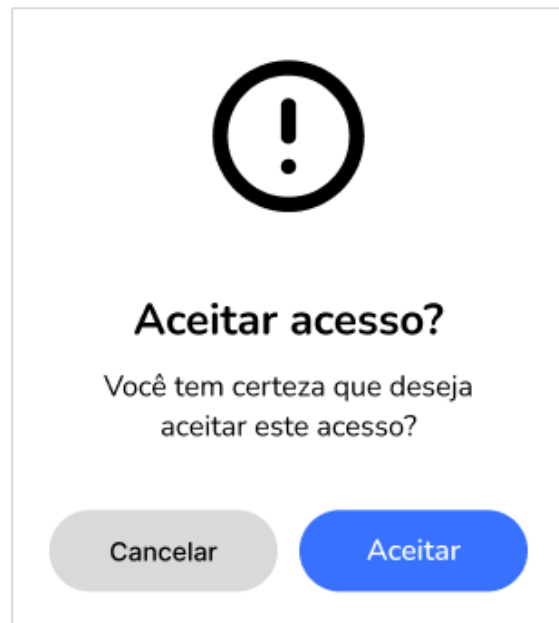 Aceitar acesso?
Você tem certeza que deseja
aceitar este acesso?
Cancelar
Aceitar